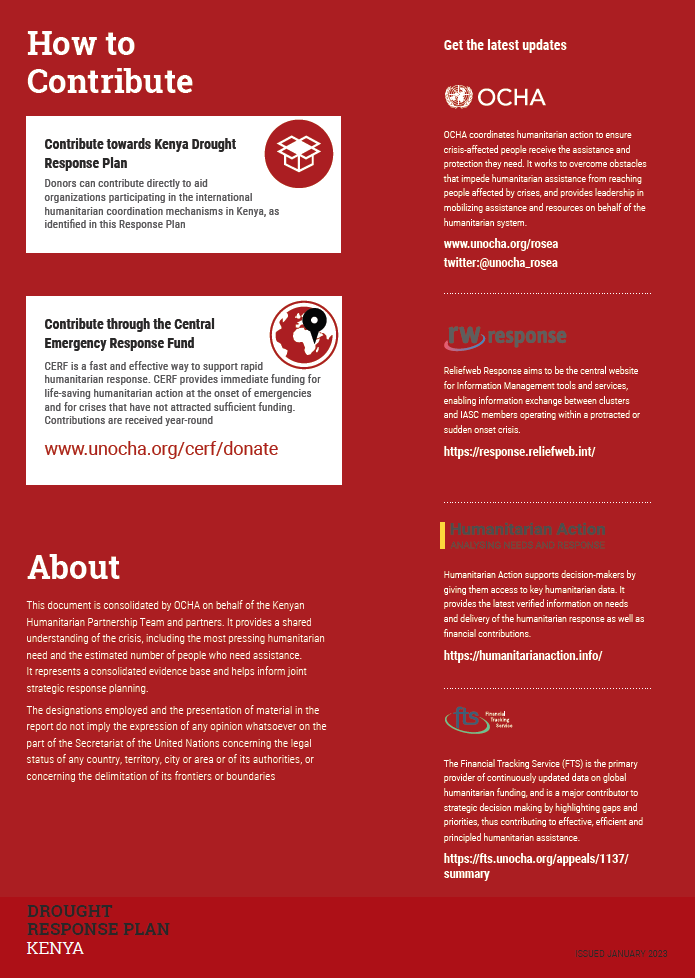 How to
Contribute
Contribute towards Kenya Drought
Response Plan
Donors can contribute directly to aid
organizations participating in the international
humanitarian coordination mechanisms in Kenya, as
identified in this Response Plan
Contribute through the Central
Emergency Response Fund
CERF is a fast and effective way to support rapid
humanitarian response. CERF provides immediate funding for
life-saving humanitarian action at the onset of emergencies
and for crises that have not attracted sufficient funding.
Contributions are received year-round
www.unocha.org/cerf/donate
About
This document is consolidated by OCHA on behalf of the Kenyan
Humanitarian Partnership Team and partners. It provides a shared
understanding of the crisis, including the most pressing humanitarian
need and the estimated number of people who need assistance.
It represents a consolidated evidence base and helps inform joint
strategic response planning.
The designations employed and the presentation of material in the
report do not imply the expression of any opinion whatsoever on the
part of the Secretariat of the United Nations concerning the legal
status of any country, territory, city or area or of its authorities, or
concerning the delimitation of its frontiers or boundaries
Get the latest updates
OCHA
OCHA coordinates humanitarian action to ensure
crisis-affected people receive the assistance and
protection they need. It works to overcome obstacles
that impede humanitarian assistance from reaching
people affected by crises, and provides leadership in
mobilizing assistance and resources on behalf of the
humanitarian system.
www.unocha.org/rosea
twitter:@unocha_rosea
rw response
Reliefweb Response aims to be the central website
for Information Management tools and services,
enabling information exchange between clusters
and IASC members operating within a protracted or
sudden onset crisis.
https://response.reliefweb.int/
Humanitarian Action
ANALYSING NEEDS AND RESPONSE
Humanitarian Action supports decision-makers by
giving them access to key humanitarian data. It
provides the latest verified information on needs
and delivery of the humanitarian response as well as
financial contributions.
https://humanitarianaction.info/
fts Financial
Tracking
Service
The Financial Tracking Service (FTS) is the primary
provider of continuously updated data on global
humanitarian funding, and is a major contributor to
strategic decision making by highlighting gaps and
priorities, thus contributing to effective, efficient and
principled humanitarian assistance.
https://fts.unocha.org/appeals/1137/
summary
DROUGHT
RESPONSE PLAN
KENYA
ISSUED JANUARY 2023